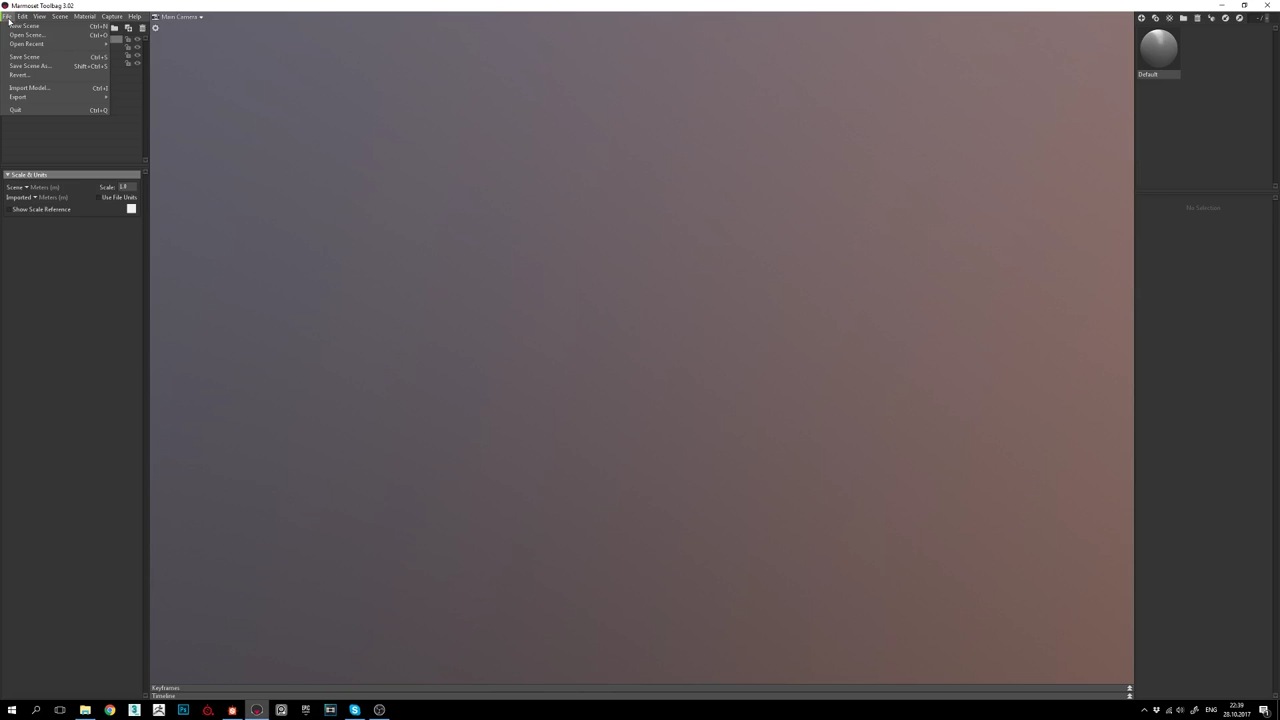 Marmoset Toolbag 3.02
File Edit View Scene Material Capture Help
Main Camera
New Scene Ctrl+N
Open Scene... Ctrl+O
Open Recent
Save Scene Ctrl+S
Save Scene As... Shift+Ctrl+S
Revert...
Import Model... Ctrl+I
Export
Quit Ctrl+Q
Default
Scale & Units
Scene Meters (m) Scale: 1.0
Imported Meters (m) Use File Units
Show Scale Reference
No Selection
Keyframes
Timeline
ENG
22:39
28.10.2017